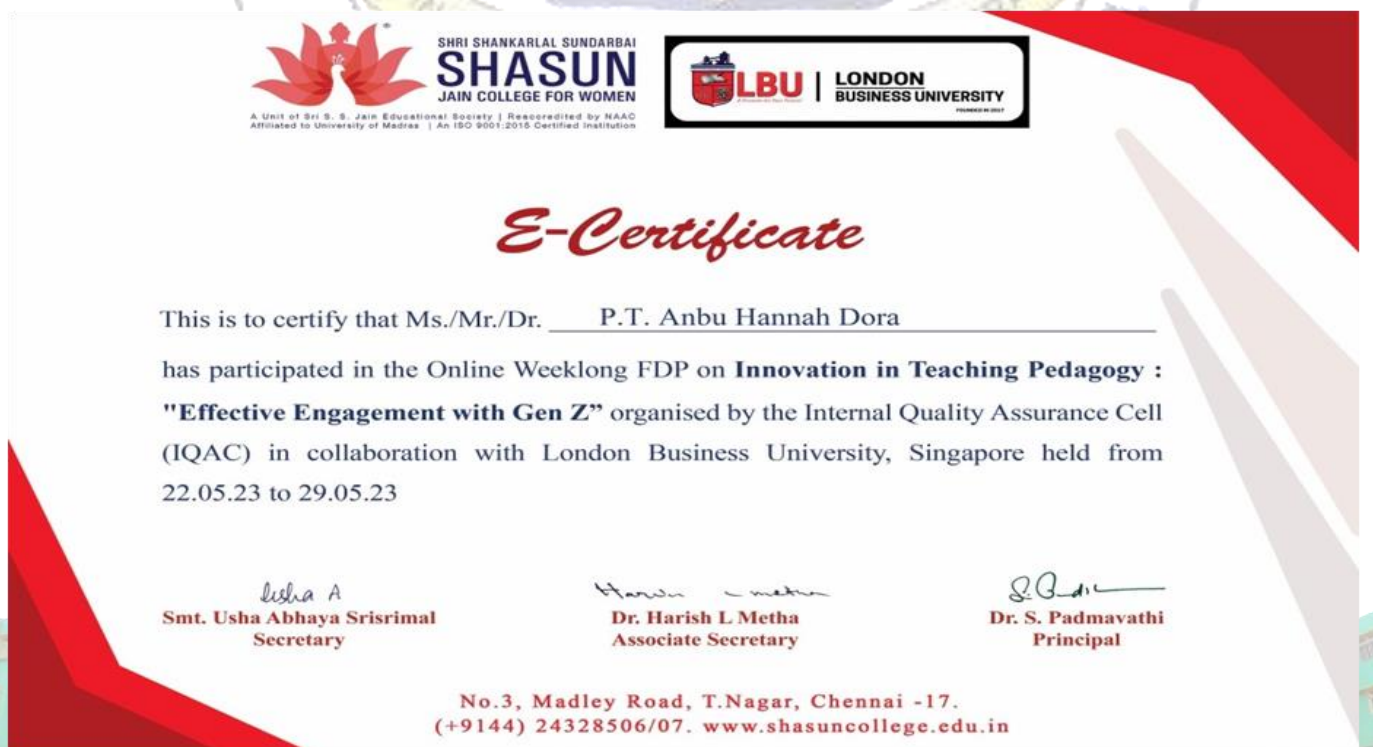 SHRI SHANKARLAL SUNDARBAI
SHASUN
JAIN COLLEGE FOR WOMEN
A Unit of Sri S. S. Jain Educational Society | Reaccredited by NAAC
Affiliated to University of Madras | An ISO 9001:2015 Certified Institution
LBU | LONDON
BUSINESS UNIVERSITY
FOUNDED IN 2017
E-Certificate
This is to certify that Ms./Mr./Dr. P.T. Anbu Hannah Dora
has participated in the Online Weeklong FDP on Innovation in Teaching Pedagogy :
"Effective Engagement with Gen Z” organised by the Internal Quality Assurance Cell
(IQAC) in collaboration with London Business University, Singapore held from
22.05.23 to 29.05.23
Usha A
Smt. Usha Abhaya Srisrimal Dr. Harish L Metha Dr. S. Padmavathi
Secretary Associate Secretary Principal
No.3, Madley Road, T.Nagar, Chennai -17.
(+9144) 24328506/07. www.shasuncollege.edu.in